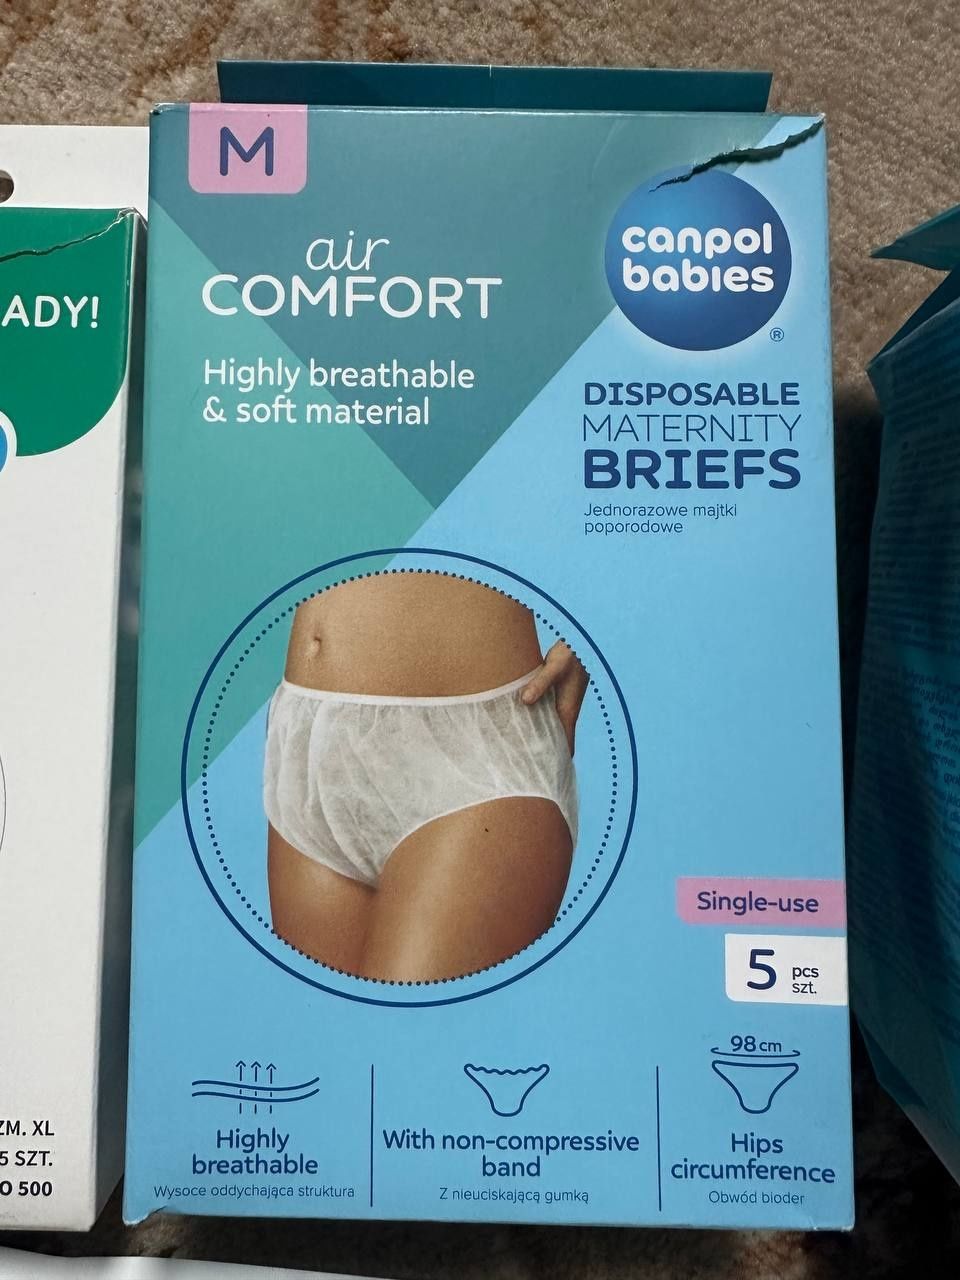 M
air
COMFORT
Highly breathable
& soft material
canpol
babies
®
DISPOSABLE
MATERNITY
BRIEFS
Jednorazowe majtki
poporodowe
ADY!
Single-use
5 pcs
szt.
98 cm
Highly
breathable
Wysoce oddychająca struktura
With non-compressive
band
Z nieuciskającą gumką
Hips
circumference
Obwód bioder
ZM. XL
5 SZT.
O 500